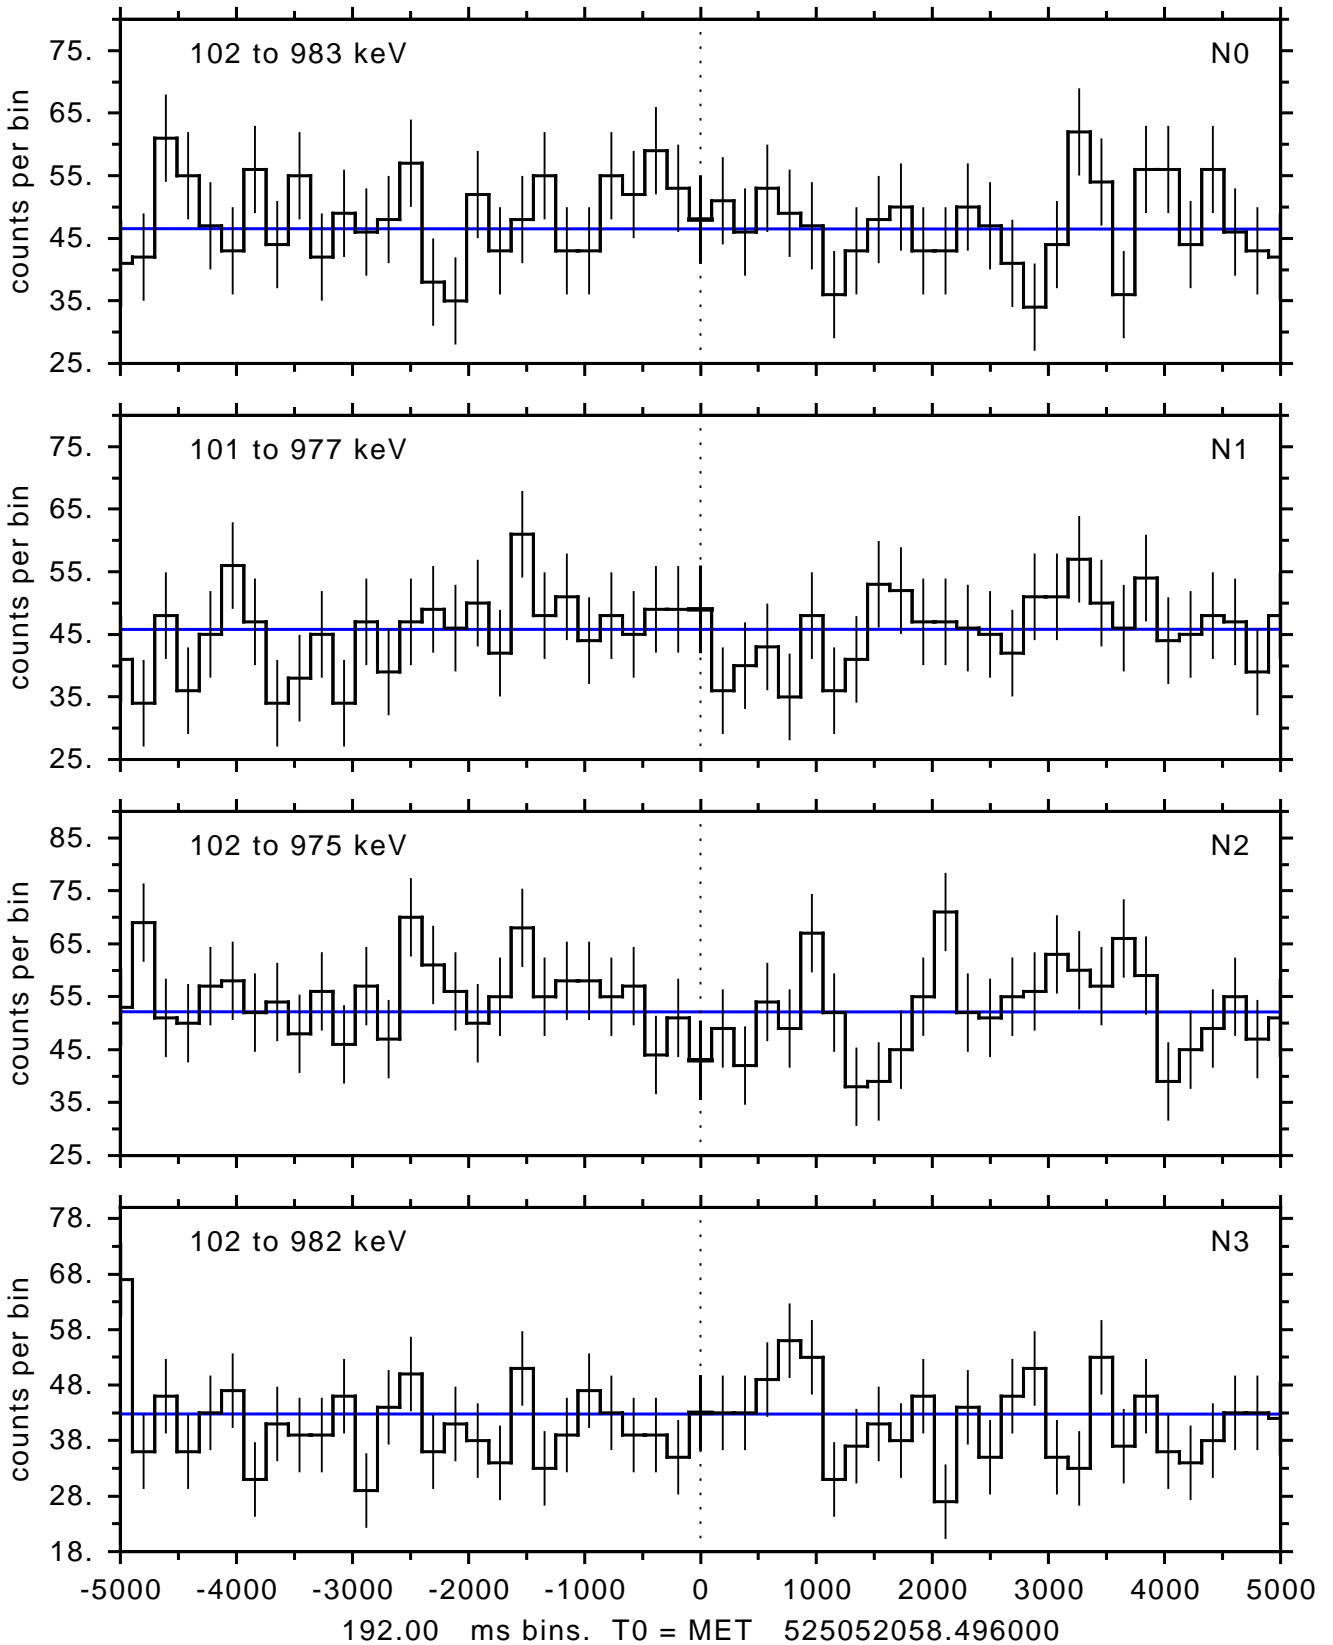 102 to 983 keV N0
75.
65.
55.
45.
35.
25.
counts per bin
101 to 977 keV N1
75.
65.
55.
45.
35.
25.
counts per bin
102 to 975 keV N2
85.
75.
65.
55.
45.
35.
25.
counts per bin
102 to 982 keV N3
78.
68.
58.
48.
38.
28.
18.
counts per bin
-5000 -4000 -3000 -2000 -1000 0 1000 2000 3000 4000 5000
192.00 ms bins. T0 = MET 525052058.496000